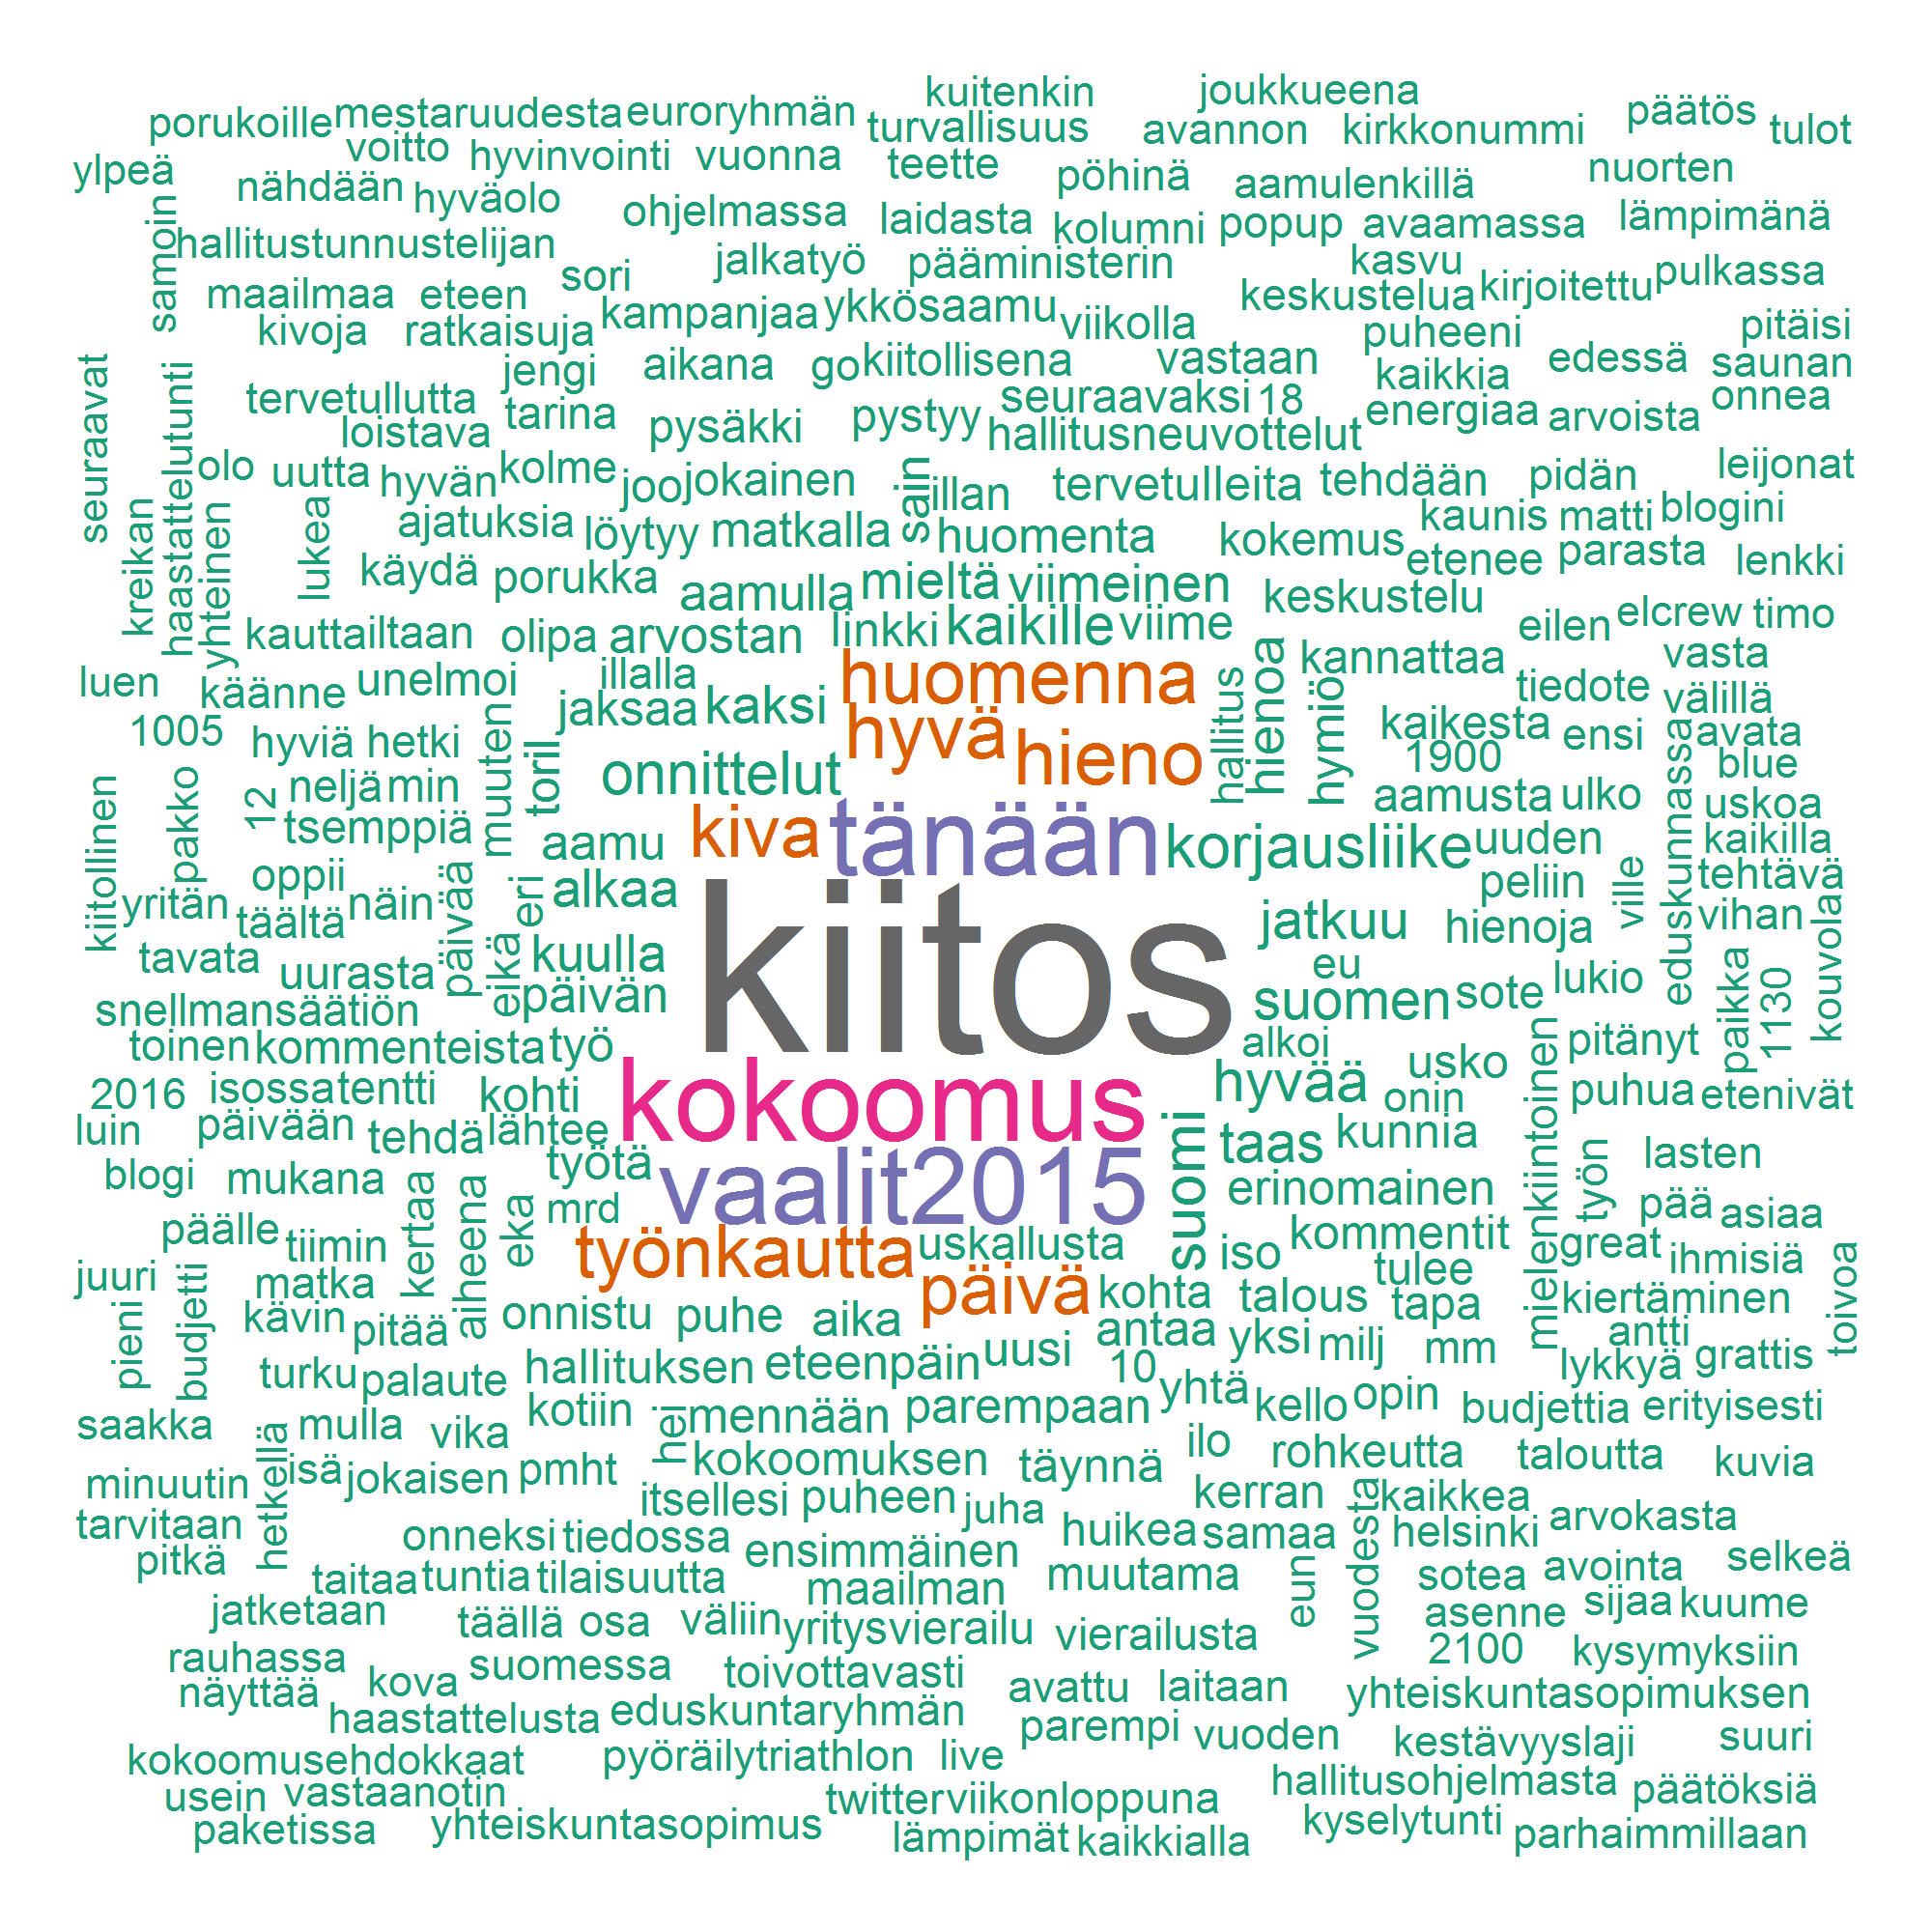 kuitenkin joukkueena
porukoille mestaruudesta euroryhmän turvallisuus avannon kirkkonummi päätös tulot
ylpeä voitto hyvinvointi vuonna teette pöhinä aamulenkillä nuorten
samoin nähdään hyväolo ohjelmassa laidasta kolumni popup avaamassa lämpimänä
hallitustunnustelijan sori jalkatyö pääministerin kasvu pulkassa
maailmaa eteen kampanjaa ykkösaamu viikolla keskustelua kirjoitettu
kivoja ratkaisuja puheeni pitäisi
seuraavat haastattelutunti jengi aikana go kiitollisena vastaan kaikkia edessä saunan
tervetullutta tarina seuraavaksi 18 energiaa arvoista onnea
loistava pysäkki pystyy hallitusneuvottelut
olo uutta hyvän kolme joo jokainen sain illan tervetulleita tehdään pidän leijonat
kreikan yhteinen lukea ajatuksia löytyy matkalla huomenta kokemus kaunis matti blogini
käydä porukka aamulla mieltä viimeinen etenee parasta lenkki
keskustelu
kautta iltaan olipa arvostan linkki kaikille viime eilen elcrew timo
luen käänne unelmoi illalla huomenna hallitus hienoa kannattaa vasta
jaksaa kaksi hymiö tiedote välillä
1005 hyviä hetki muuten toril hyvä hieno kaikesta ensi eduskunnassa avata
kiitollinen pakko 12 neljä min onnittelut 1900 blue
tsemppiä aamu kiva tänään korjausliike aamusta ulko uskoa
uuden kaikilla
oppii päivää eri alkaa peliin ville tehtävä
yritän täältä näin eikä kiitos jatkuu hienoja vihan kouvola
tavata uurasta kuulla eu lukio paikka 1130
snellmansäätiön päivän suomen sote
toinen kommenteista työ alkoi mielenkiintoinen pitänyt
2016 isossa tentti kohti kokoomus hyvää usko onin puhua etenivät
luin päivään tehdä lähtee suomi taas kunnia työn lasten
blogi mukana kertaa aiheena eka työtä vaalit2015 erinomainen
mrd pää asiaa
päälle tiimin työnkautta uskallusta iso kommentit great ihmisiä toivoa
juuri pieni budjetti matka päivä kohta talous tulee kiertäminen
kävin pitää onnistu puhe aika antaa yksi tapa antti
turku palaute hallituksen eteenpäin uusi 10 yhtä milj mm lykkyä grattis
saakka hetkellä mulla vika kotiin hei mennään parempaan kello opin budjettia erityisesti
minuutin isä jokaisen pmht kokoomuksen täynnä ilo rohkeutta taloutta kuvia
tarvitaan itsellesi puheen juha kerran vuodesta kaikkea arvokasta
pitkä onneksi tiedossa ensimmäinen huikea samaa helsinki
taitaa tuntia tilaisuutta maailman muutama eun sotea avointa selkeä
jatketaan täällä osa väliin yritysvierailu vierailusta asenne sijaa kuume
rauhassa kova suomessa toivottavasti 2100 kysymyksiin
näyttää avattu laitaan yhteiskuntasopimuksen
haastattelusta eduskuntaryhmän parempi vuoden kestävyyslaji suuri
kokoomusehdokkaat pyöräilytriathlon live
usein vastaanotin twitter viikonloppuna hallitusohjelmasta päätöksiä
paketissa yhteiskuntasopimus lämpimät kaikkialla kyselytunti parhaimmillaan